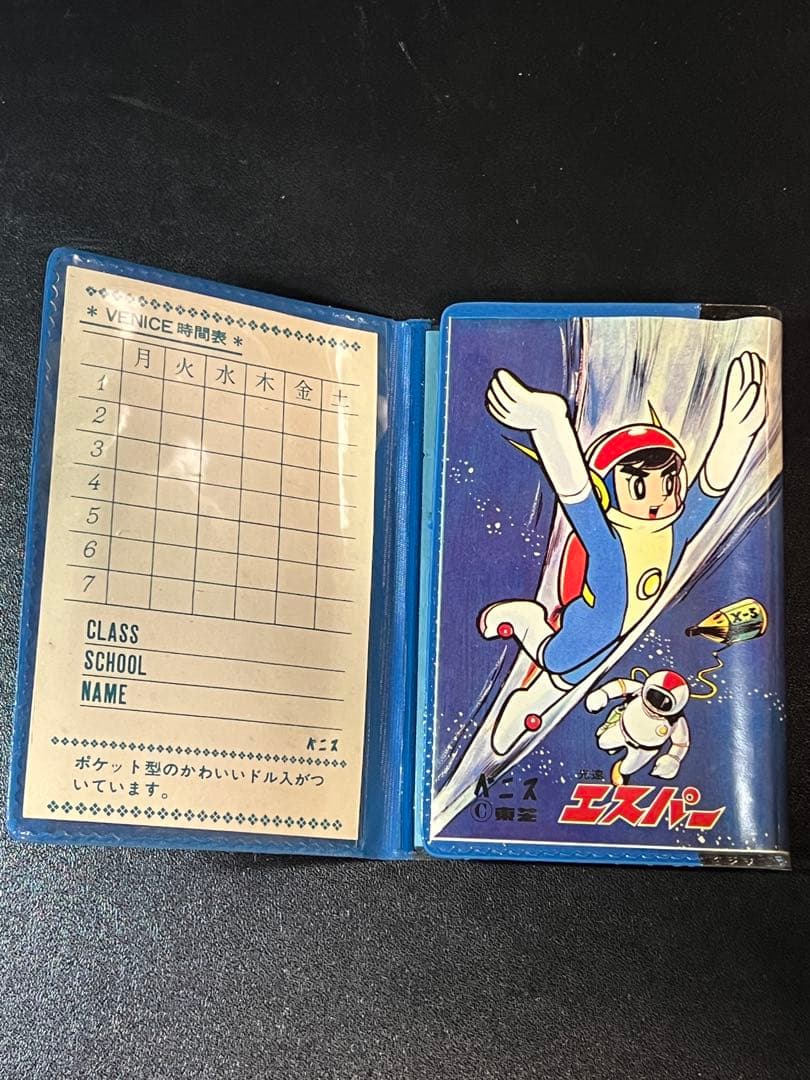 * VENICE 時間表 *
月 火 水 木 金 土
1
2
3
4
5
6
7
CLASS
SCHOOL
NAME
ベニス
ポケット型のかわいいドル入がつ
いています。
X-5
光速
エスパー
ベニス
©東芝